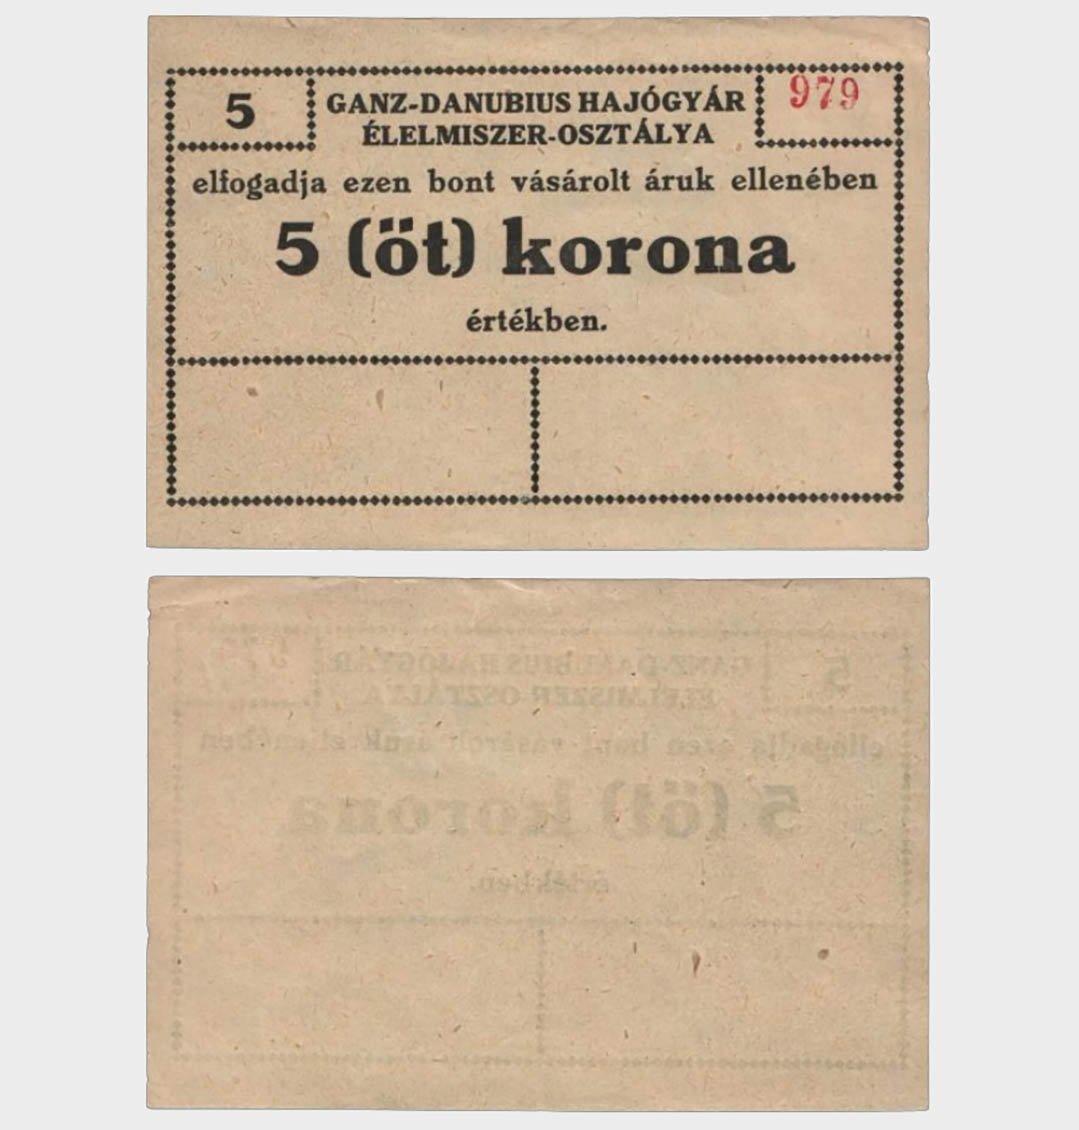 5
GANZ-DANUBIUS HAJÓGYÁR
ÉLELMISZER-OSZTÁLYA
979
elfogadja ezen bont vásárolt áruk ellenében
5 (öt) korona
értékben.